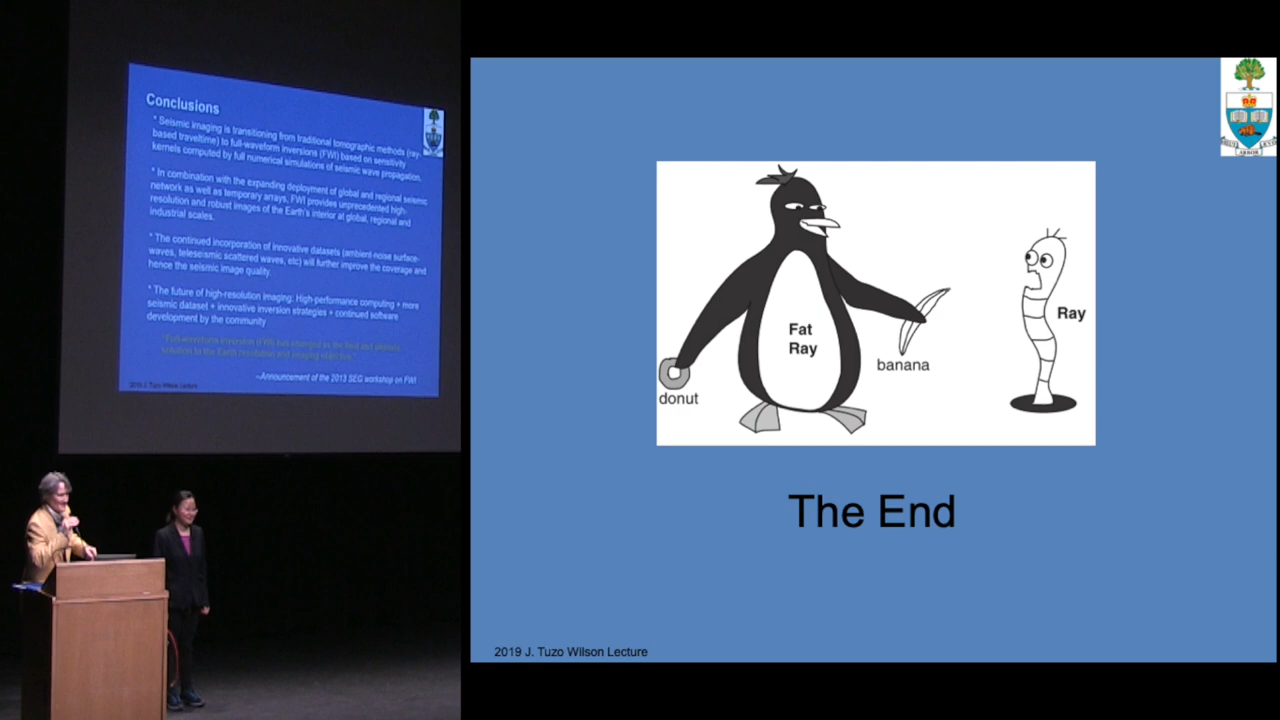 Conclusions
* Seismic imaging is transitioning from traditional tomographic methods (ray-
based traveltime) to full-waveform inversions (FWI) based on sensitivity
kernels computed by full numerical simulations of seismic wave propagation.
* In combination with the expanding deployment of global and regional seismic
network as well as temporary arrays, FWI provides unprecedented high-
resolution and robust images of the Earth's interior at global, regional and
industrial scales.
* The continued incorporation of innovative datasets (ambient-noise surface-
waves, teleseismic scattered waves, etc) will further improve the coverage and
hence the seismic image quality.
* The future of high-resolution imaging: High-performance computing + more
seismic dataset + innovative inversion strategies + continued software
development by the community
--Announcement of the 2013 SEG workshop on FWI
2019 J. Tuzo Wilson Lecture
Fat
Ray
donut
banana
Ray
The End
2019 J. Tuzo Wilson Lecture
ARBOR